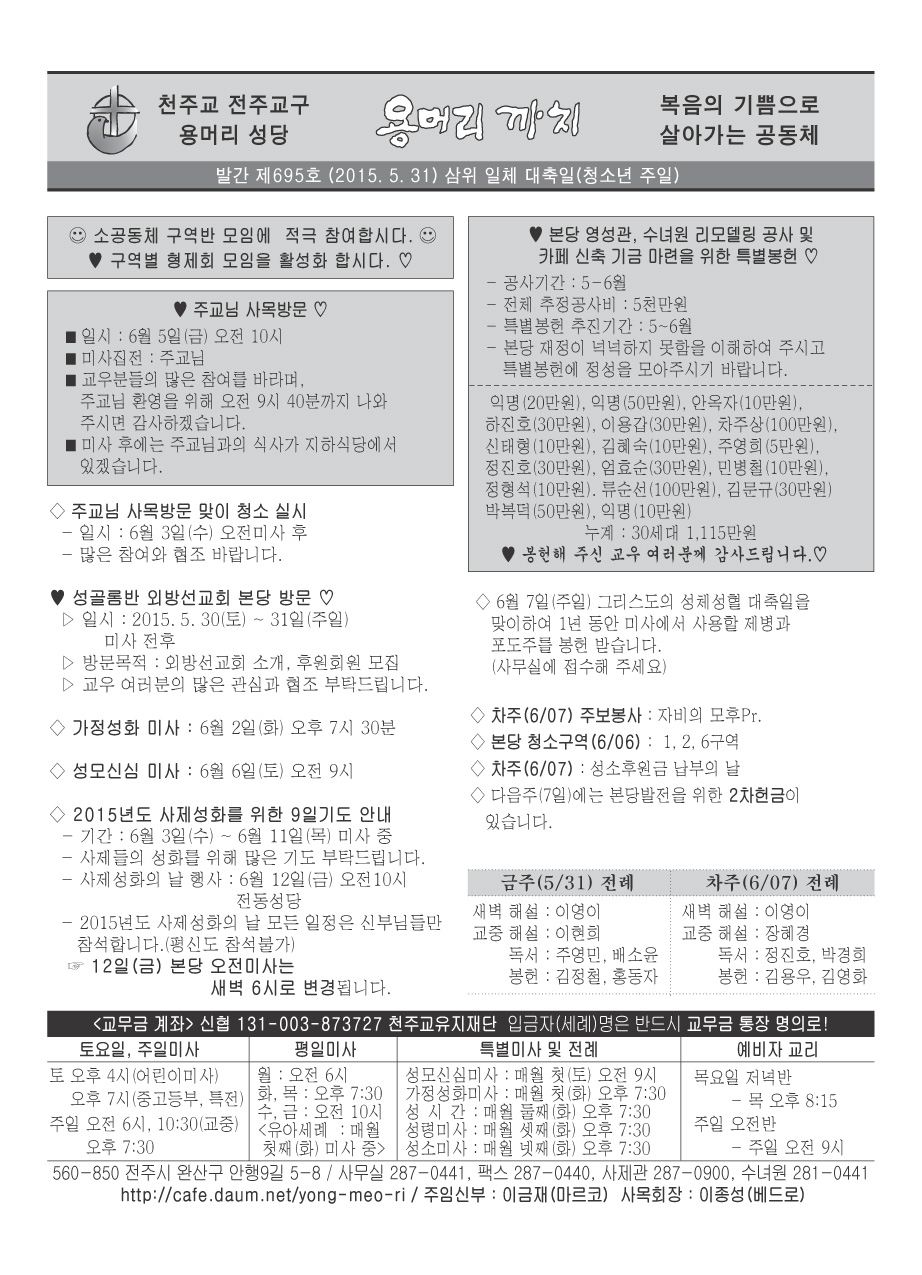 천주교 전주교구
용머리 성당
용머리 까치
복음의 기쁨으로
살아가는 공동체
발간 제695호 (2015. 5. 31) 삼위 일체 대축일(청소년 주일)
☺ 소공동체 구역반 모임에 적극 참여합시다. ☺
♥ 구역별 형제회 모임을 활성화 합시다. ♡
♥ 주교님 사목방문 ♡
■ 일시 : 6월 5일(금) 오전 10시
■ 미사집전 : 주교님
■ 교우분들의 많은 참여를 바라며,
주교님 환영을 위해 오전 9시 40분까지 나와
주시면 감사하겠습니다.
■ 미사 후에는 주교님과의 식사가 지하식당에서
있겠습니다.
◇ 주교님 사목방문 맞이 청소 실시
- 일시 : 6월 3일(수) 오전미사 후
- 많은 참여와 협조 바랍니다.
♥ 성골롬반 외방선교회 본당 방문 ♡
▷ 일시 : 2015. 5. 30(토) ~ 31일(주일)
미사 전후
▷ 방문목적 : 외방선교회 소개, 후원회원 모집
▷ 교우 여러분의 많은 관심과 협조 부탁드립니다.
◇ 가정성화 미사 : 6월 2일(화) 오후 7시 30분
◇ 성모신심 미사 : 6월 6일(토) 오전 9시
◇ 2015년도 사제성화를 위한 9일기도 안내
- 기간 : 6월 3일(수) ~ 6월 11일(목) 미사 중
- 사제들의 성화를 위해 많은 기도 부탁드립니다.
- 사제성화의 날 행사 : 6월 12일(금) 오전10시
전동성당
- 2015년도 사제성화의 날 모든 일정은 신부님들만
참석합니다.(평신도 참석불가)
☞ 12일(금) 본당 오전미사는
새벽 6시로 변경됩니다.
♥ 본당 영성관, 수녀원 리모델링 공사 및
카페 신축 기금 마련을 위한 특별봉헌 ♡
- 공사기간 : 5-6월
- 전체 추정공사비 : 5천만원
- 특별봉헌 추진기간 : 5~6월
- 본당 재정이 넉넉하지 못함을 이해하여 주시고
특별봉헌에 정성을 모아주시기 바랍니다.
익명(20만원), 익명(50만원), 안옥자(10만원),
하진호(30만원), 이용갑(30만원), 차주상(100만원),
신태형(10만원), 김혜숙(10만원), 주영희(5만원),
정진호(30만원), 엄효순(30만원), 민병철(10만원),
정형석(10만원). 류순선(100만원), 김문규(30만원)
박복덕(50만원), 익명(10만원)
누계 : 30세대 1,115만원
♥ 봉헌해 주신 교우 여러분께 감사드립니다.♡
◇ 6월 7일(주일) 그리스도의 성체성혈 대축일을
맞이하여 1년 동안 미사에서 사용할 제병과
포도주를 봉헌 받습니다.
(사무실에 접수해 주세요)
◇ 차주(6/07) 주보봉사 : 자비의 모후Pr.
◇ 본당 청소구역(6/06) : 1, 2, 6구역
◇ 차주(6/07) : 성소후원금 납부의 날
◇ 다음주(7일)에는 본당발전을 위한 2차헌금이
있습니다.
금주(5/31) 전례
새벽 해설 : 이영이
교중 해설 : 이현희
독서 : 주영민, 배소윤
봉헌 : 김정철, 홍동자
차주(6/07) 전례
새벽 해설 : 이영이
교중 해설 : 장혜경
독서 : 정진호, 박경희
봉헌 : 김용우, 김영화
<교무금 계좌> 신협 131-003-873727 천주교유지재단 입금자(세례)명은 반드시 교무금 통장 명의로!
토요일, 주일미사
토 오후 4시(어린이미사)
오후 7시(중고등부, 특전)
주일 오전 6시, 10:30(교중)
오후 7:30
평일미사
월 : 오전 6시
화, 목 : 오후 7:30
수, 금 : 오전 10시
<유아세례 : 매월
첫째(화) 미사 중>
특별미사 및 전례
성모신심미사 : 매월 첫(토) 오전 9시
가정성화미사 : 매월 첫(화) 오후 7:30
성 시 간 : 매월 둘째(화) 오후 7:30
성령미사 : 매월 셋째(화) 오후 7:30
성소미사 : 매월 넷째(화) 오후 7:30
예비자 교리
목요일 저녁반
- 목 오후 8:15
주일 오전반
- 주일 오전 9시
560-850 전주시 완산구 안행9길 5-8 / 사무실 287-0441, 팩스 287-0440, 사제관 287-0900, 수녀원 281-0441
http://cafe.daum.net/yong-meo-ri / 주임신부 : 이금재(마르코) 사목회장 : 이종성(베드로)